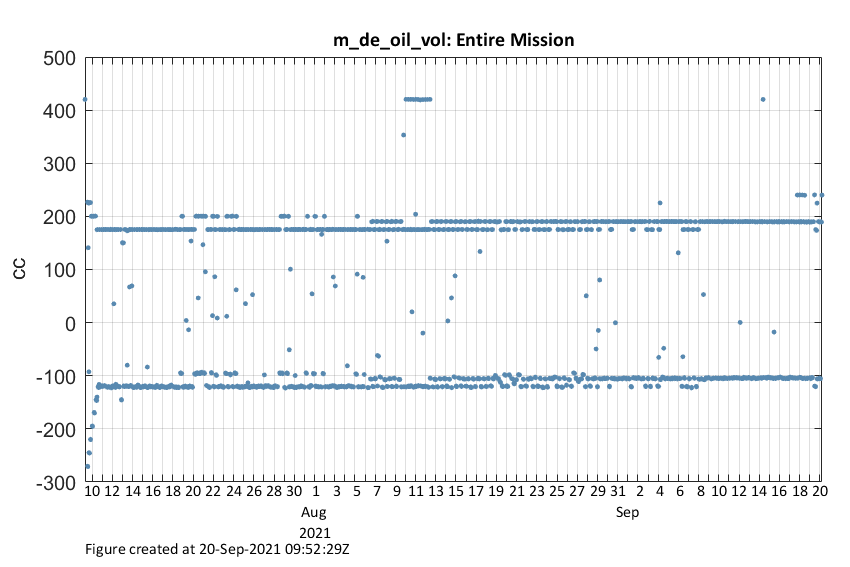 m_de_oil_vol: Entire Mission
500
400
300
200
100
0
-100
-200
-300
CC
10 12 14 16 18 20 22 24 26 28 30 1 3 5 7 9 11 13 15 17 19 21 23 25 27 29 31 2 4 6 8 10 12 14 16 18 20
Aug Sep
2021
Figure created at 20-Sep-2021 09:52:29Z